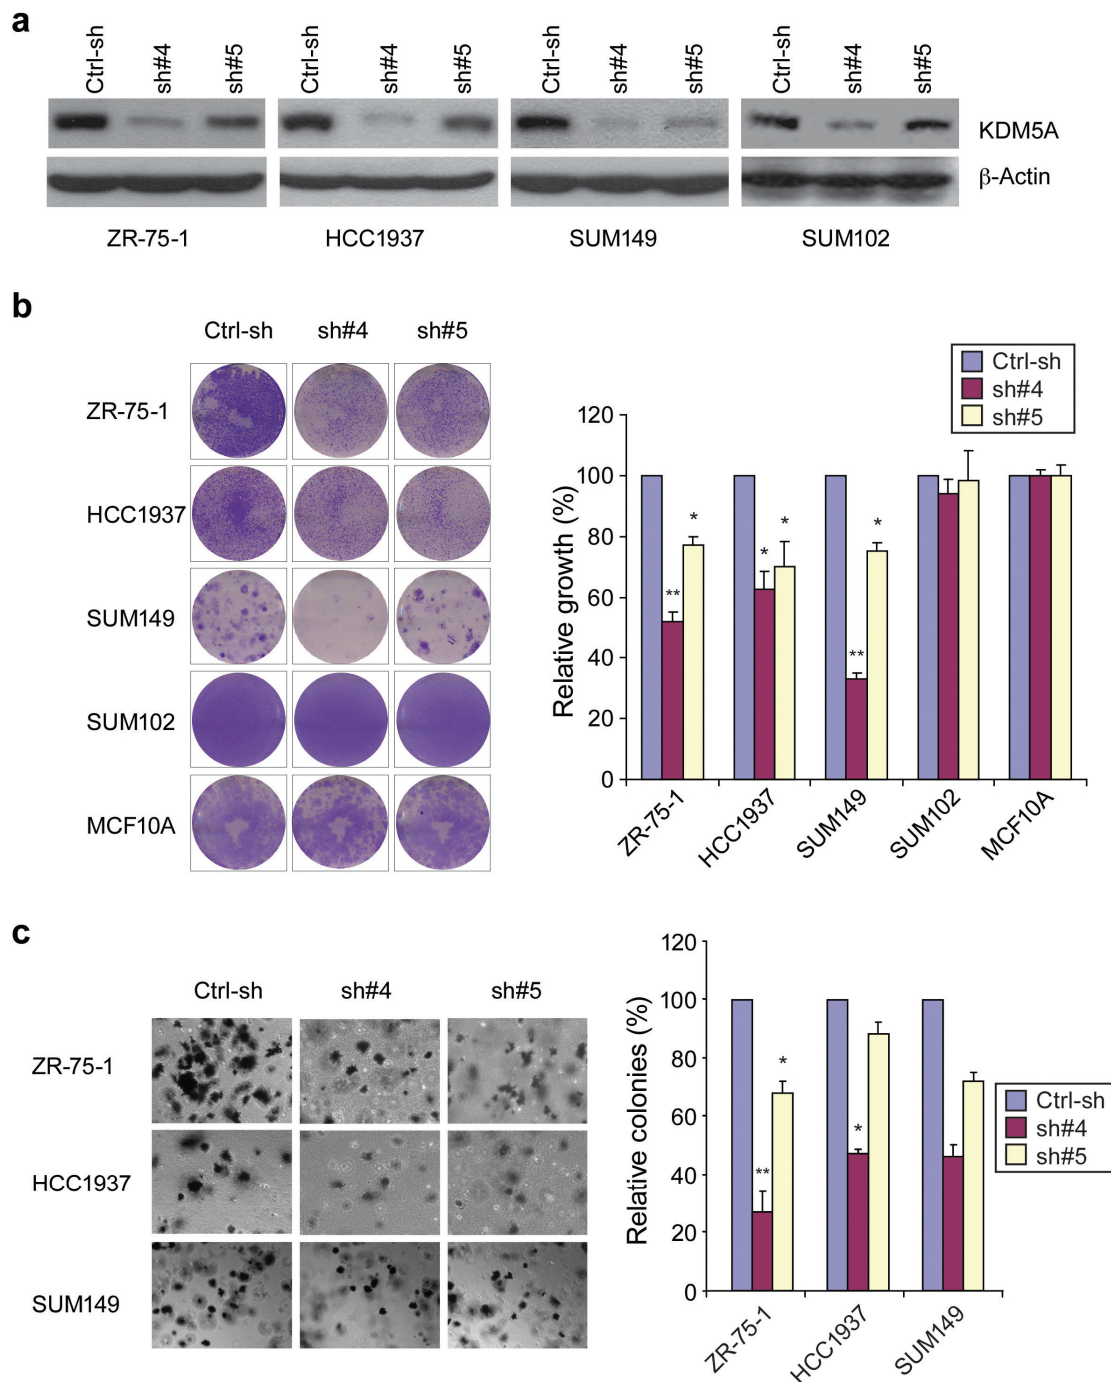 a
Ctrl-sh sh#4 sh#5 Ctrl-sh sh#4 sh#5 Ctrl-sh sh#4 sh#5 Ctrl-sh sh#4 sh#5
KDM5A
β-Actin
ZR-75-1 HCC1937 SUM149 SUM102
b
Ctrl-sh sh#4 sh#5
ZR-75-1
HCC1937
SUM149
SUM102
MCF10A
Ctrl-sh
sh#4
sh#5
Relative growth (%)
120
100
80
60
40
20
0
** * * * ** *
ZR-75-1 HCC1937 SUM149 SUM102 MCF10A
c
Ctrl-sh sh#4 sh#5
ZR-75-1
HCC1937
SUM149
Relative colonies (%)
120
100
80
60
40
20
0
** * *
Ctrl-sh
sh#4
sh#5
ZR-75-1 HCC1937 SUM149